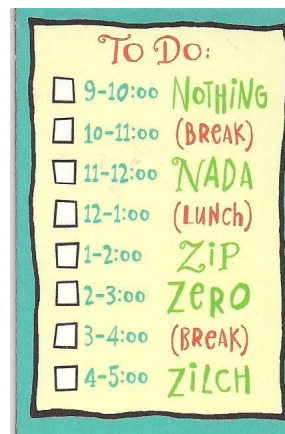 To Do:
9-10:00 NOTHiNG
10-11:00 (BREAK)
11-12:00 NADA
12-1:00 (LUNch)
1-2:00 ZiP
2-3:00 ZeRO
3-4:00 (BREAK)
4-5:00 ZiLCH